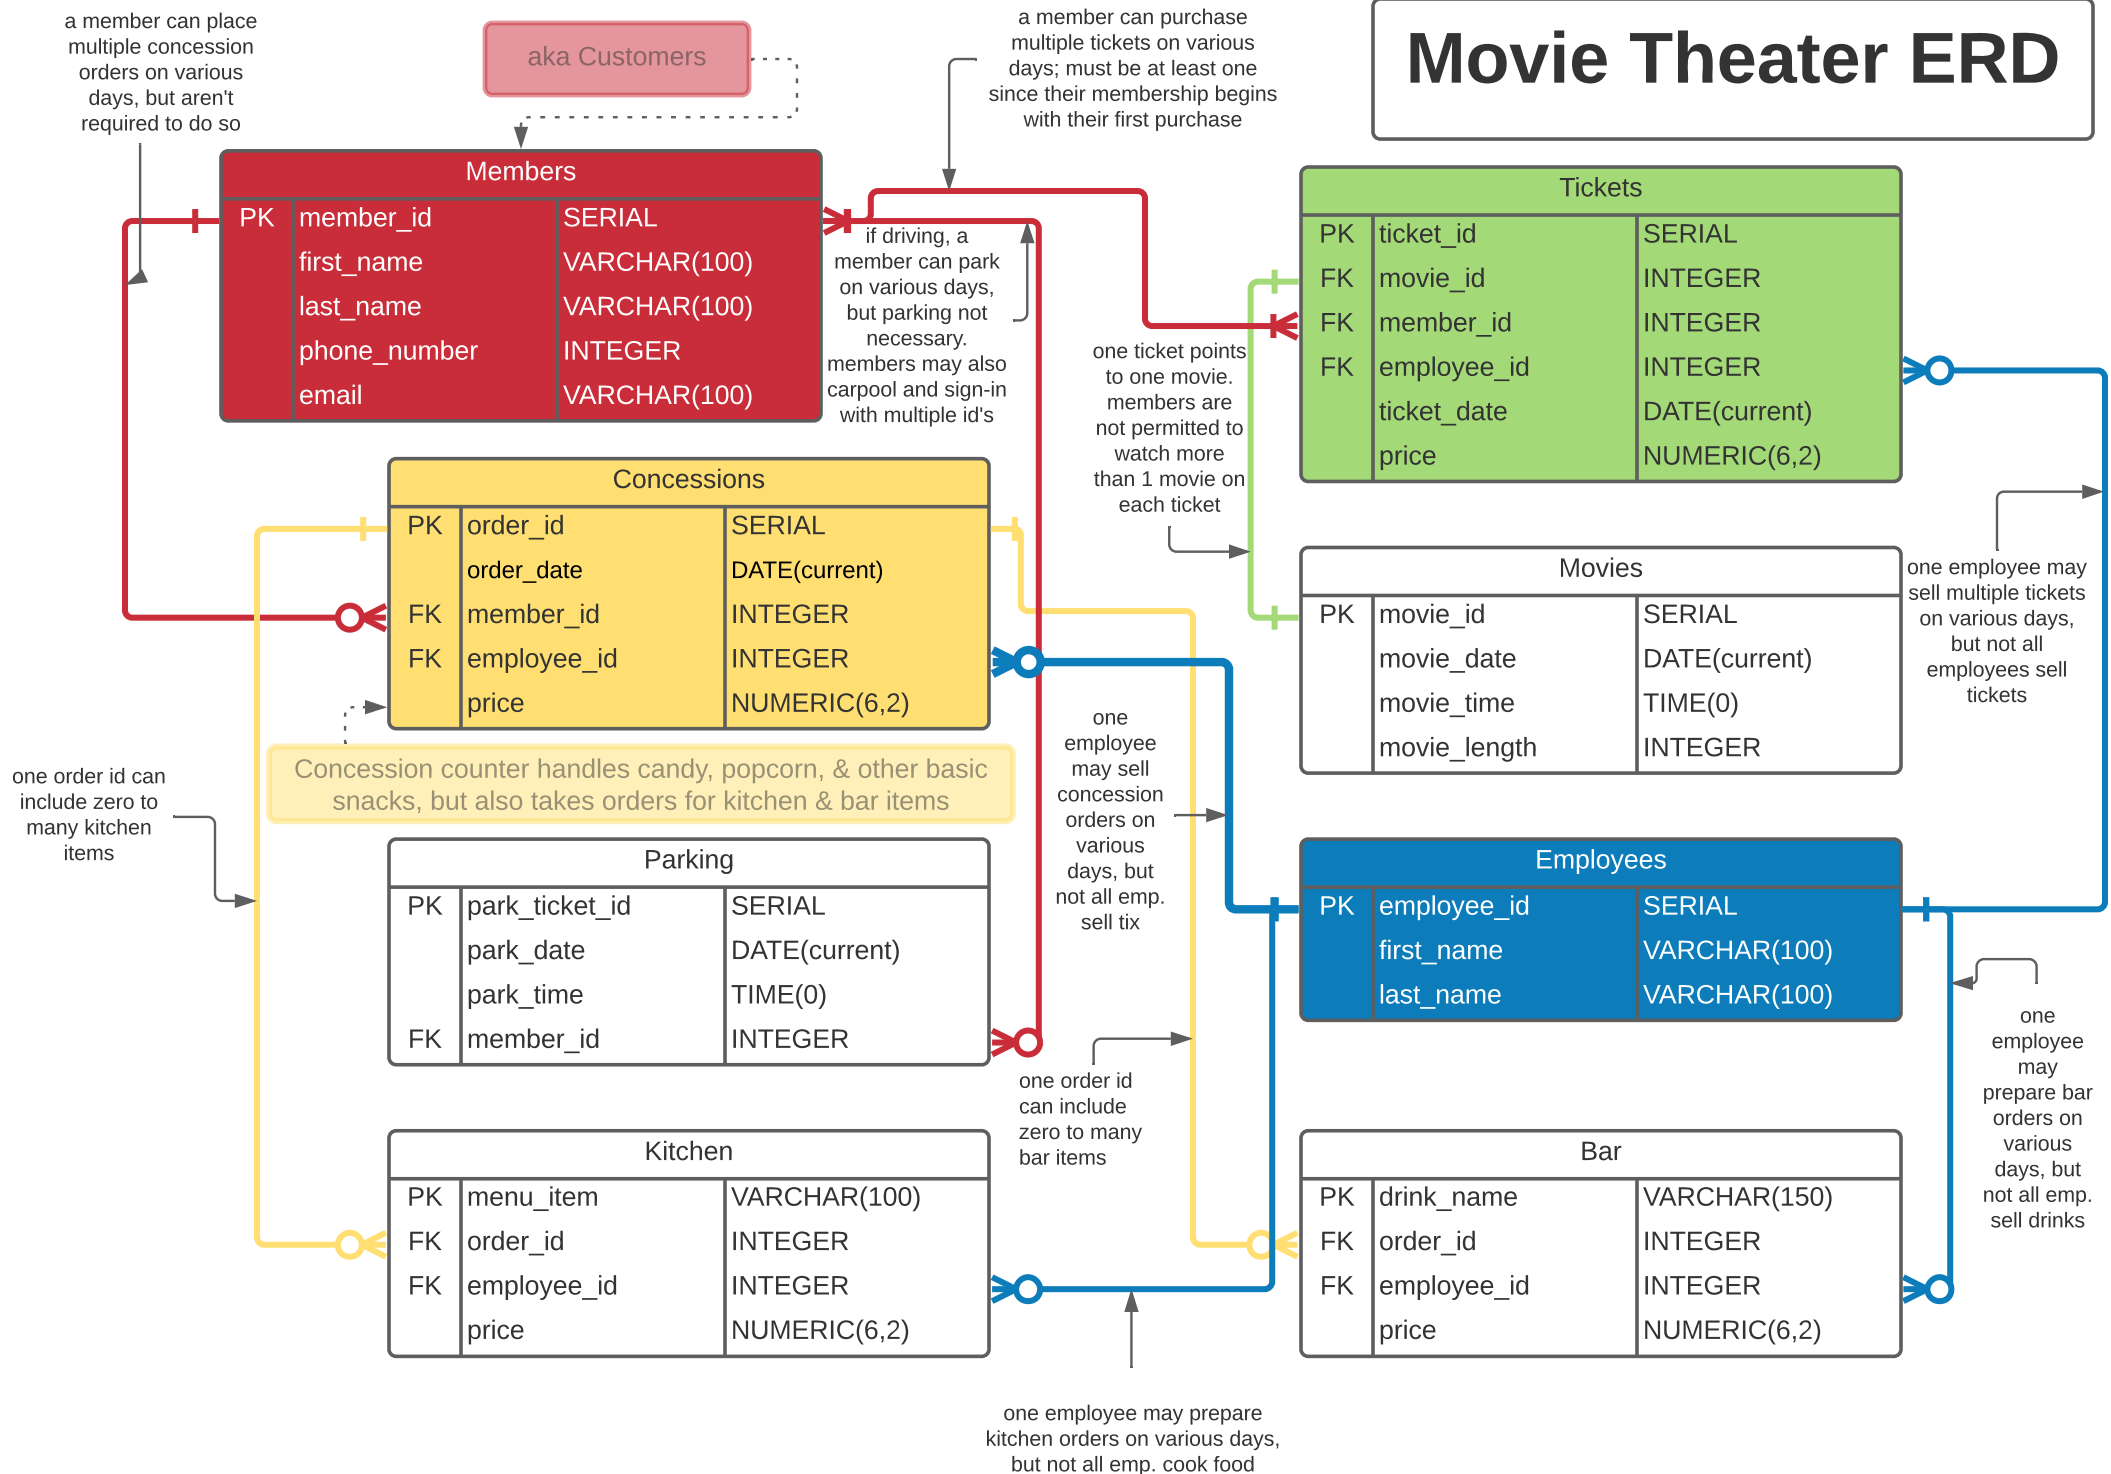 a member can place
multiple concession
orders on various
days, but aren't
required to do so
aka Customers
a member can purchase
multiple tickets on various
days; must be at least one
since their membership begins
with their first purchase
Movie Theater ERD
Members
PK member_id SERIAL
first_name VARCHAR(100)
last_name VARCHAR(100)
phone_number INTEGER
email VARCHAR(100)
if driving, a
member can park
on various days,
but parking not
necessary.
members may also
carpool and sign-in
with multiple id's
Tickets
PK ticket_id SERIAL
FK movie_id INTEGER
FK member_id INTEGER
FK employee_id INTEGER
ticket_date DATE(current)
price NUMERIC(6,2)
one ticket points
to one movie.
members are
not permitted to
watch more
than 1 movie on
each ticket
Concessions
PK order_id SERIAL
order_date DATE(current)
FK member_id INTEGER
FK employee_id INTEGER
price NUMERIC(6,2)
Concession counter handles candy, popcorn, & other basic
snacks, but also takes orders for kitchen & bar items
Movies
PK movie_id SERIAL
movie_date DATE(current)
movie_time TIME(0)
movie_length INTEGER
one employee may
sell multiple tickets
on various days,
but not all
employees sell
tickets
one order id can
include zero to
many kitchen
items
one
employee
may sell
concession
orders on
various
days, but
not all emp.
sell tix
Parking
PK park_ticket_id SERIAL
park_date DATE(current)
park_time TIME(0)
FK member_id INTEGER
Employees
PK employee_id SERIAL
first_name VARCHAR(100)
last_name VARCHAR(100)
one order id
can include
zero to many
bar items
one
employee
may
prepare bar
orders on
various
days, but
not all emp.
sell drinks
Kitchen
PK menu_item VARCHAR(100)
FK order_id INTEGER
FK employee_id INTEGER
price NUMERIC(6,2)
Bar
PK drink_name VARCHAR(150)
FK order_id INTEGER
FK employee_id INTEGER
price NUMERIC(6,2)
one employee may prepare
kitchen orders on various days,
but not all emp. cook food